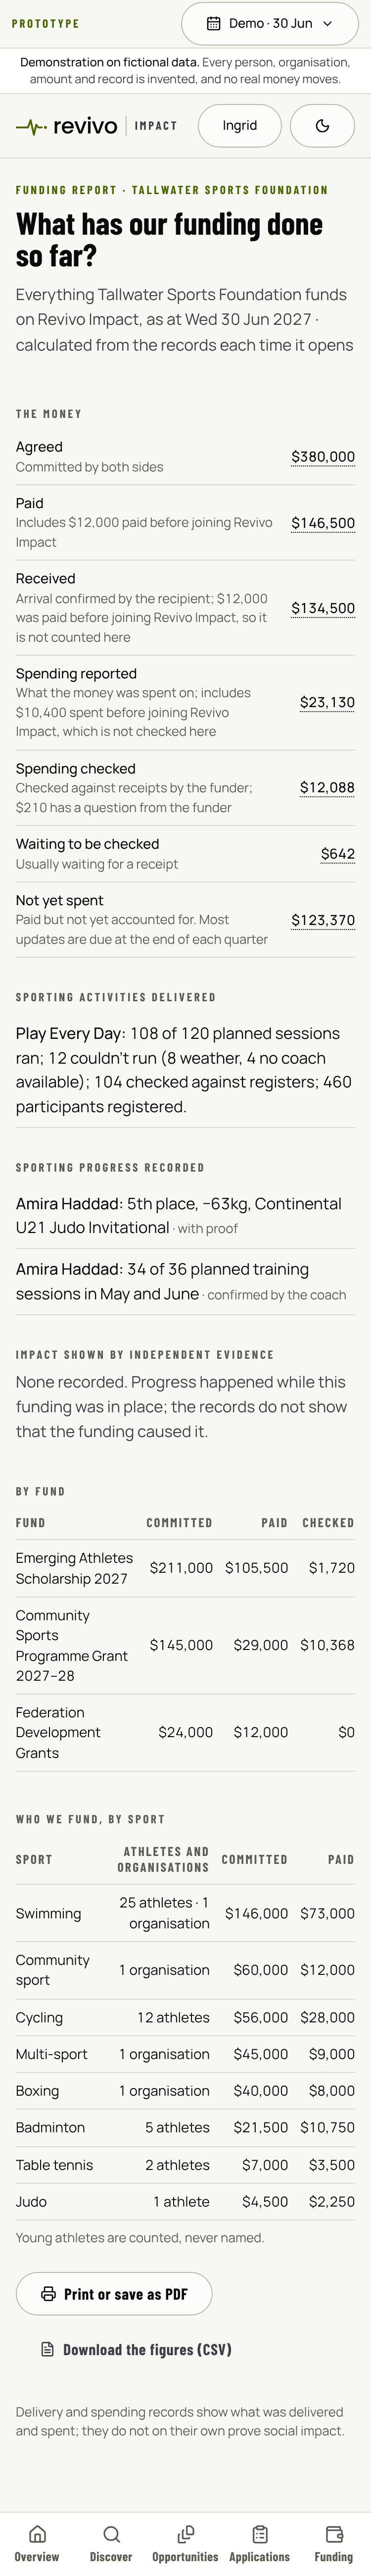 PROTOTYPE
Demo · 30 Jun
Demonstration on fictional data. Every person, organisation,
amount and record is invented, and no real money moves.
revivo IMPACT
Ingrid
FUNDING REPORT · TALLWATER SPORTS FOUNDATION
What has our funding done
so far?
Everything Tallwater Sports Foundation funds
on Revivo Impact, as at Wed 30 Jun 2027 ·
calculated from the records each time it opens
THE MONEY
Agreed
Committed by both sides
$380,000
Paid
Includes $12,000 paid before joining Revivo
Impact
$146,500
Received
Arrival confirmed by the recipient; $12,000
was paid before joining Revivo Impact, so it
is not counted here
$134,500
Spending reported
What the money was spent on; includes
$10,400 spent before joining Revivo
Impact, which is not checked here
$23,130
Spending checked
Checked against receipts by the funder;
$210 has a question from the funder
$12,088
Waiting to be checked
Usually waiting for a receipt
$642
Not yet spent
Paid but not yet accounted for. Most
updates are due at the end of each quarter
$123,370
SPORTING ACTIVITIES DELIVERED
Play Every Day: 108 of 120 planned sessions
ran; 12 couldn't run (8 weather, 4 no coach
available); 104 checked against registers; 460
participants registered.
SPORTING PROGRESS RECORDED
Amira Haddad: 5th place, −63kg, Continental
U21 Judo Invitational · with proof
Amira Haddad: 34 of 36 planned training
sessions in May and June · confirmed by the coach
IMPACT SHOWN BY INDEPENDENT EVIDENCE
None recorded. Progress happened while this
funding was in place; the records do not show
that the funding caused it.
BY FUND
FUND COMMITTED PAID CHECKED
Emerging Athletes
Scholarship 2027
$211,000 $105,500 $1,720
Community
Sports
Programme Grant
2027–28
$145,000 $29,000 $10,368
Federation
Development
Grants
$24,000 $12,000 $0
WHO WE FUND, BY SPORT
SPORT
ATHLETES AND
ORGANISATIONS
COMMITTED PAID
Swimming
25 athletes · 1
organisation
$146,000 $73,000
Community
sport
1 organisation $60,000 $12,000
Cycling 12 athletes $56,000 $28,000
Multi-sport 1 organisation $45,000 $9,000
Boxing 1 organisation $40,000 $8,000
Badminton 5 athletes $21,500 $10,750
Table tennis 2 athletes $7,000 $3,500
Judo 1 athlete $4,500 $2,250
Young athletes are counted, never named.
Print or save as PDF
Download the figures (CSV)
Delivery and spending records show what was delivered
and spent; they do not on their own prove social impact.
Overview Discover Opportunities Applications Funding